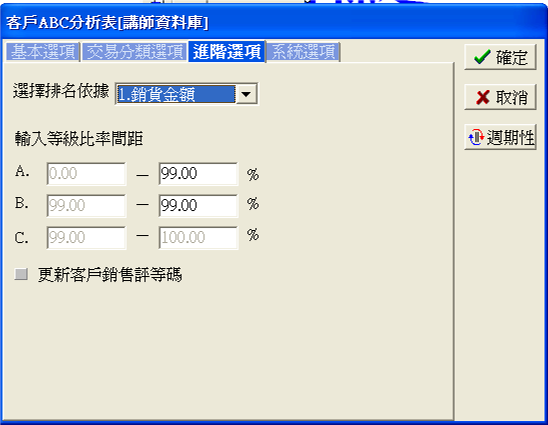 客戶ABC分析表[講師資料庫]
基本選項 交易分類選項 進階選項 系統選項
確定
選擇排名依據 1.銷貨金額
取消
輸入等級比率間距
週期性
A. 0.00 — 99.00 %
B. 99.00 — 99.00 %
C. 99.00 — 100.00 %
更新客戶銷售評等碼